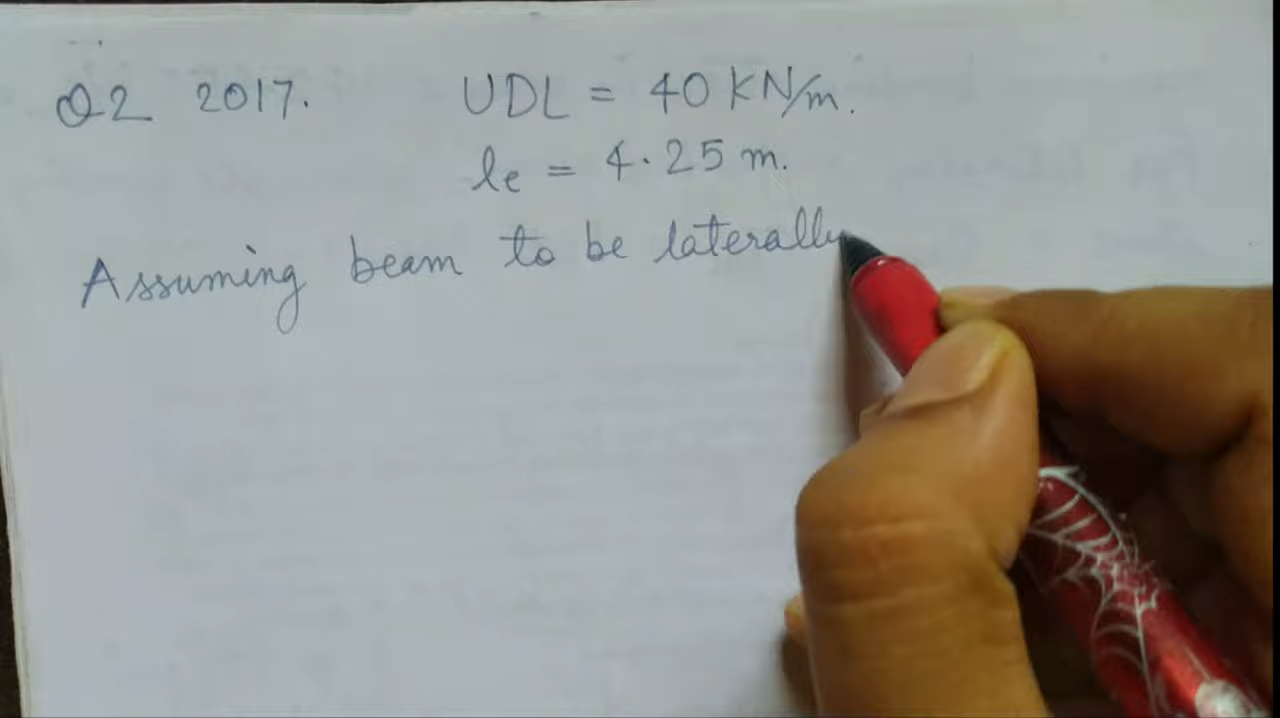 Q2 2017. UDL = 40 KN/m.
le = 4.25 m.
Assuming beam to be laterally